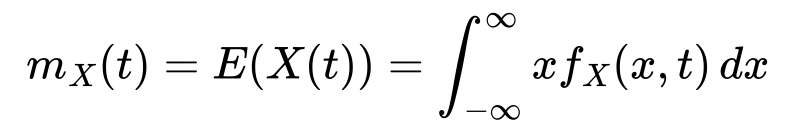 m_X(t) = E(X(t)) = ∫_{-∞}^{∞} x f_X(x, t) dx